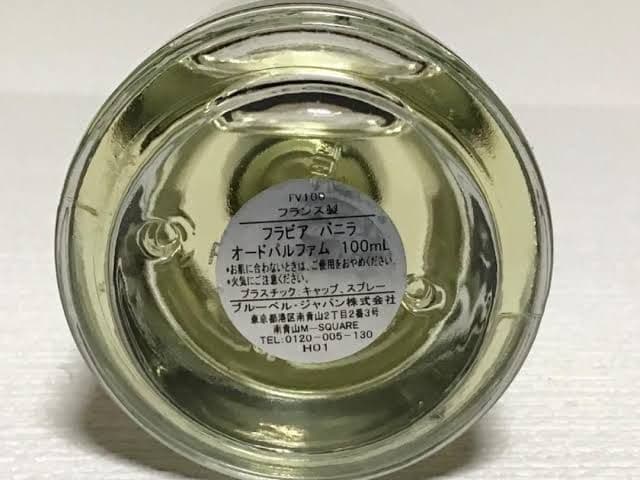 FV100
フランス製
フラビア バニラ
オードパルファム 100mL
•お肌に合わないときは、ご使用をおやめください。
•火気にご注意ください。
プラスチック、キャップ、スプレー
ブルーベル・ジャパン株式会社
東京都港区南青山2丁目2番3号
南青山M-SQUARE
TEL:0120-005-130
H01